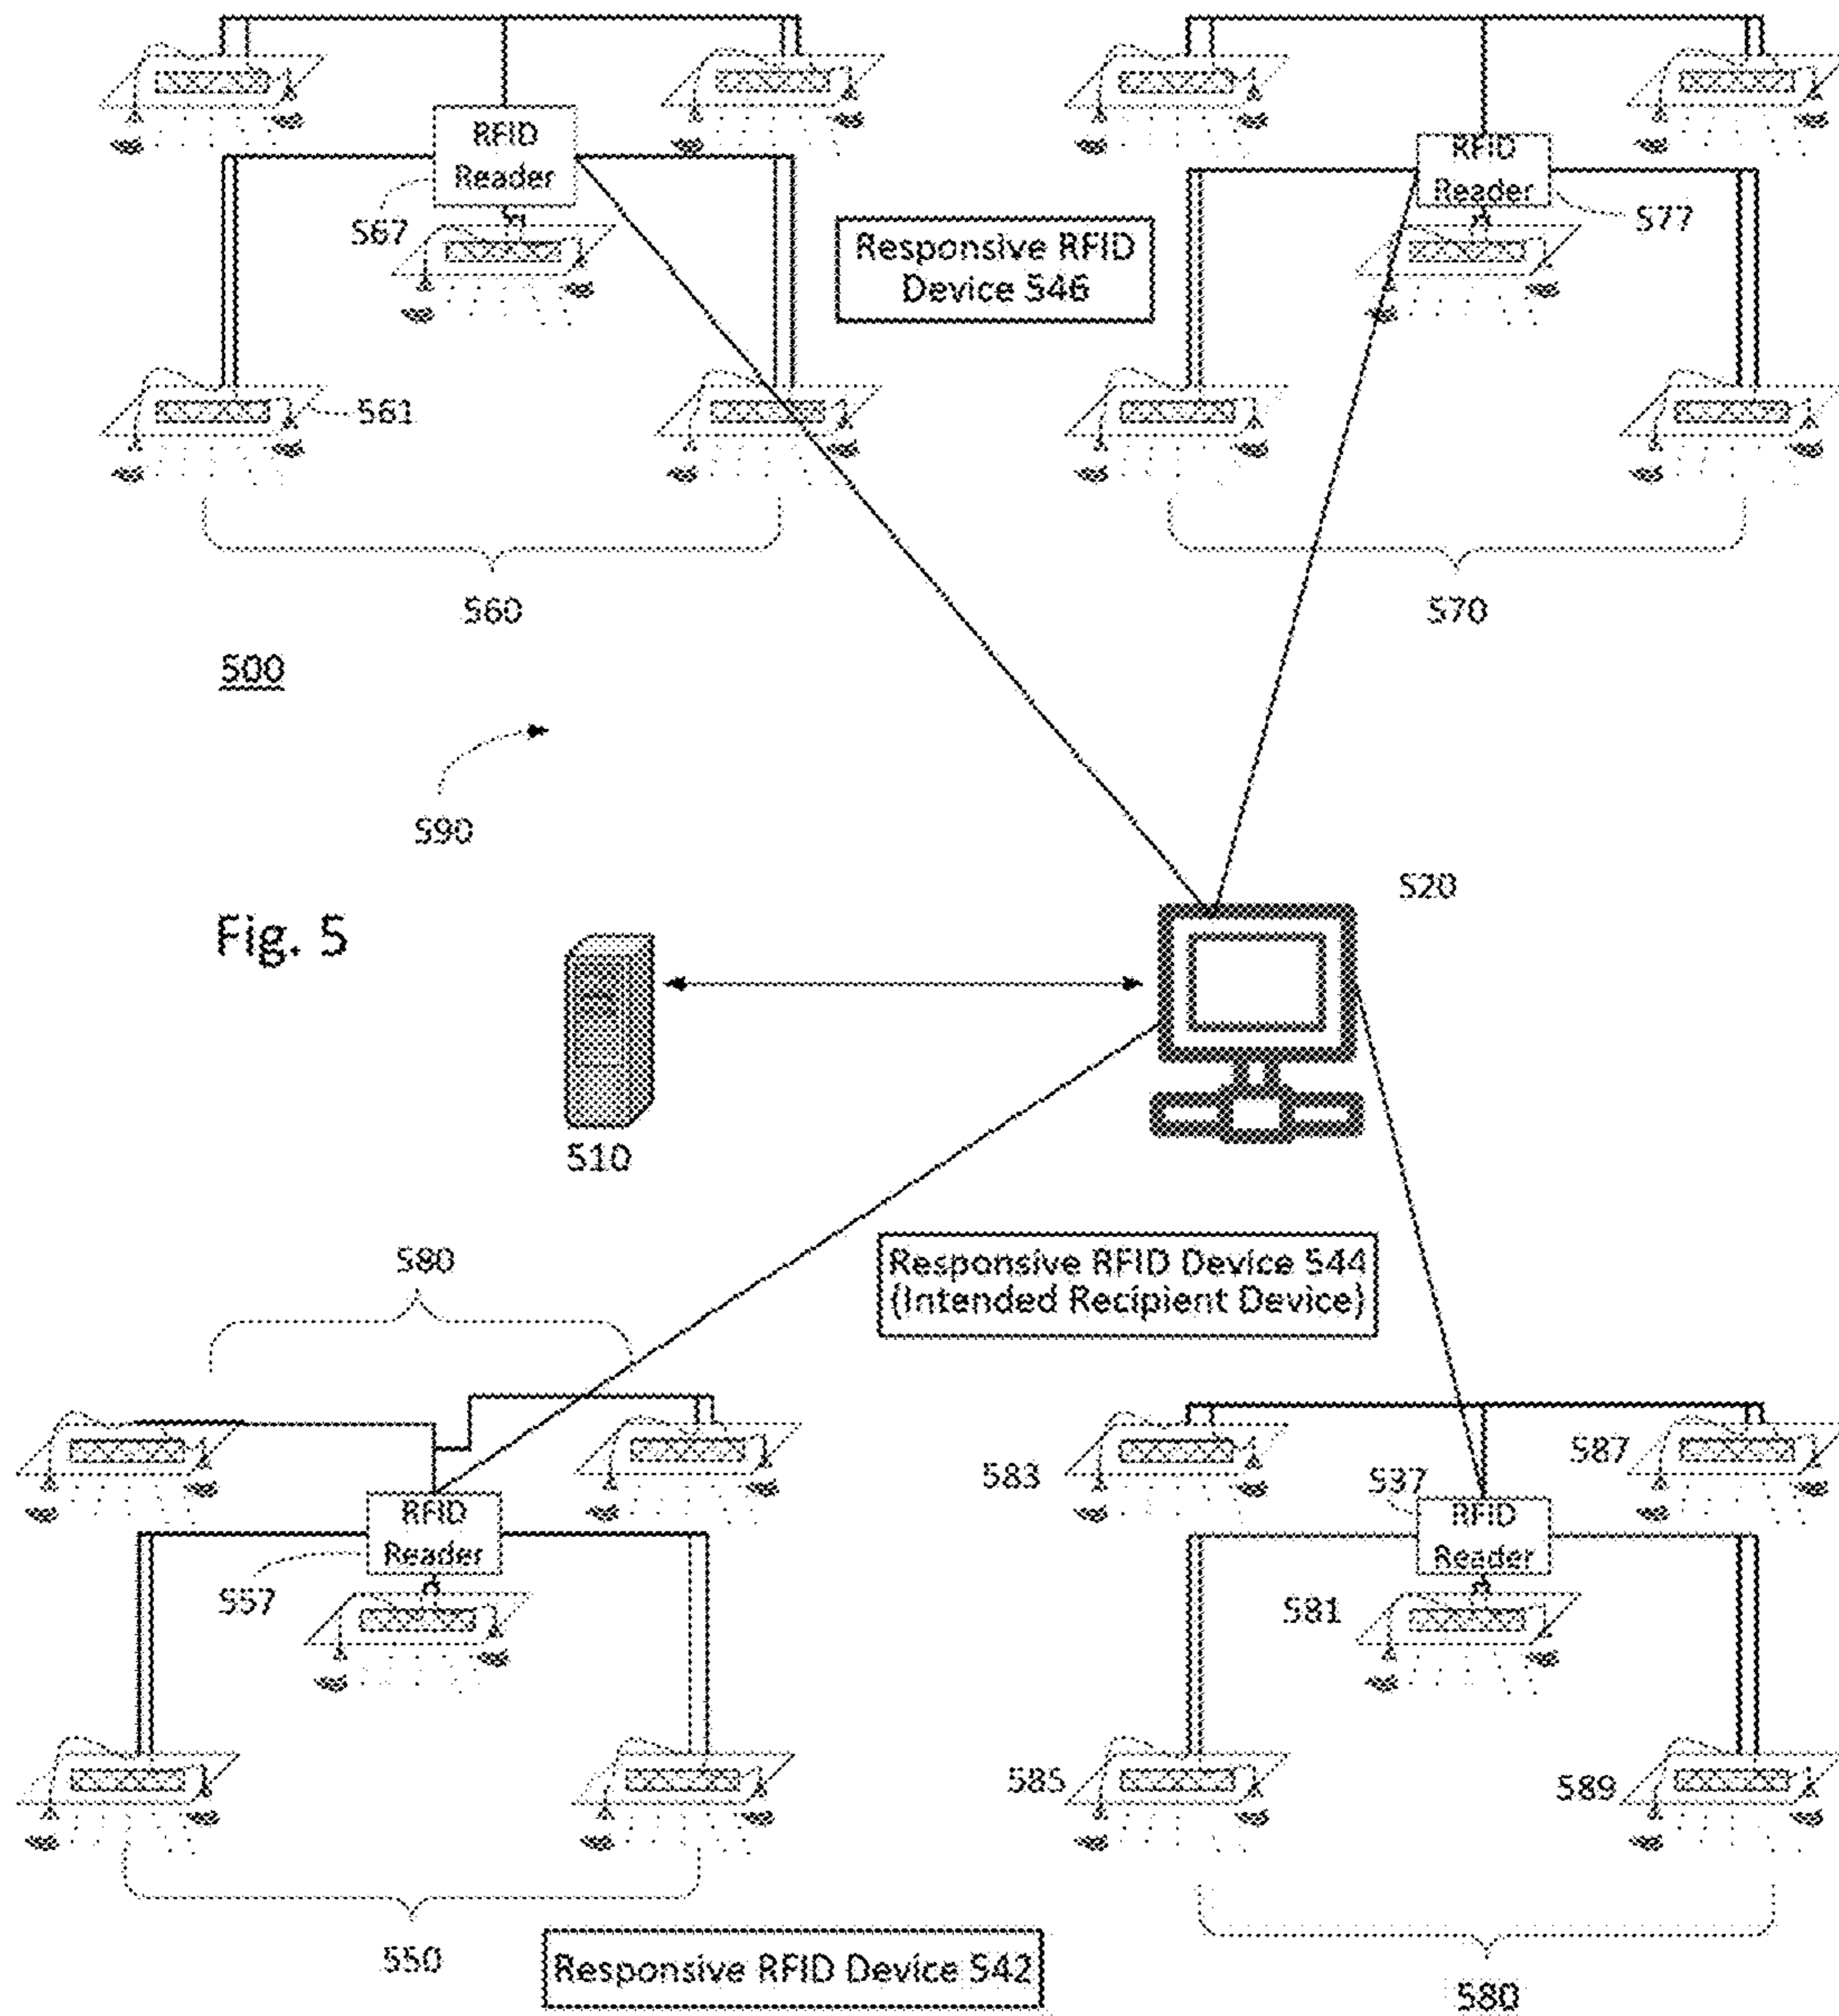 RFID
Reader
567
Responsive RFID
Device 546
RFID
Reader
577
561
560
570
500
590
520
Fig. 5
510
580
Responsive RFID Device 544
(Intended Recipient Device)
583
587
597
RFID
Reader
557
RFID
Reader
581
585
589
550
Responsive RFID Device 542
580